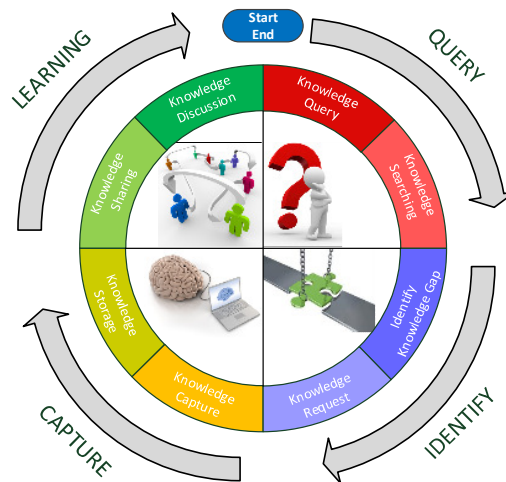 Start
End
QUERY
Knowledge
Query
Knowledge
Searching
Identify
Knowledge Gap
IDENTIFY
Knowledge
Request
Knowledge
Capture
CAPTURE
Knowledge
Storage
Knowledge
Sharing
LEARNING
Knowledge
Discussion